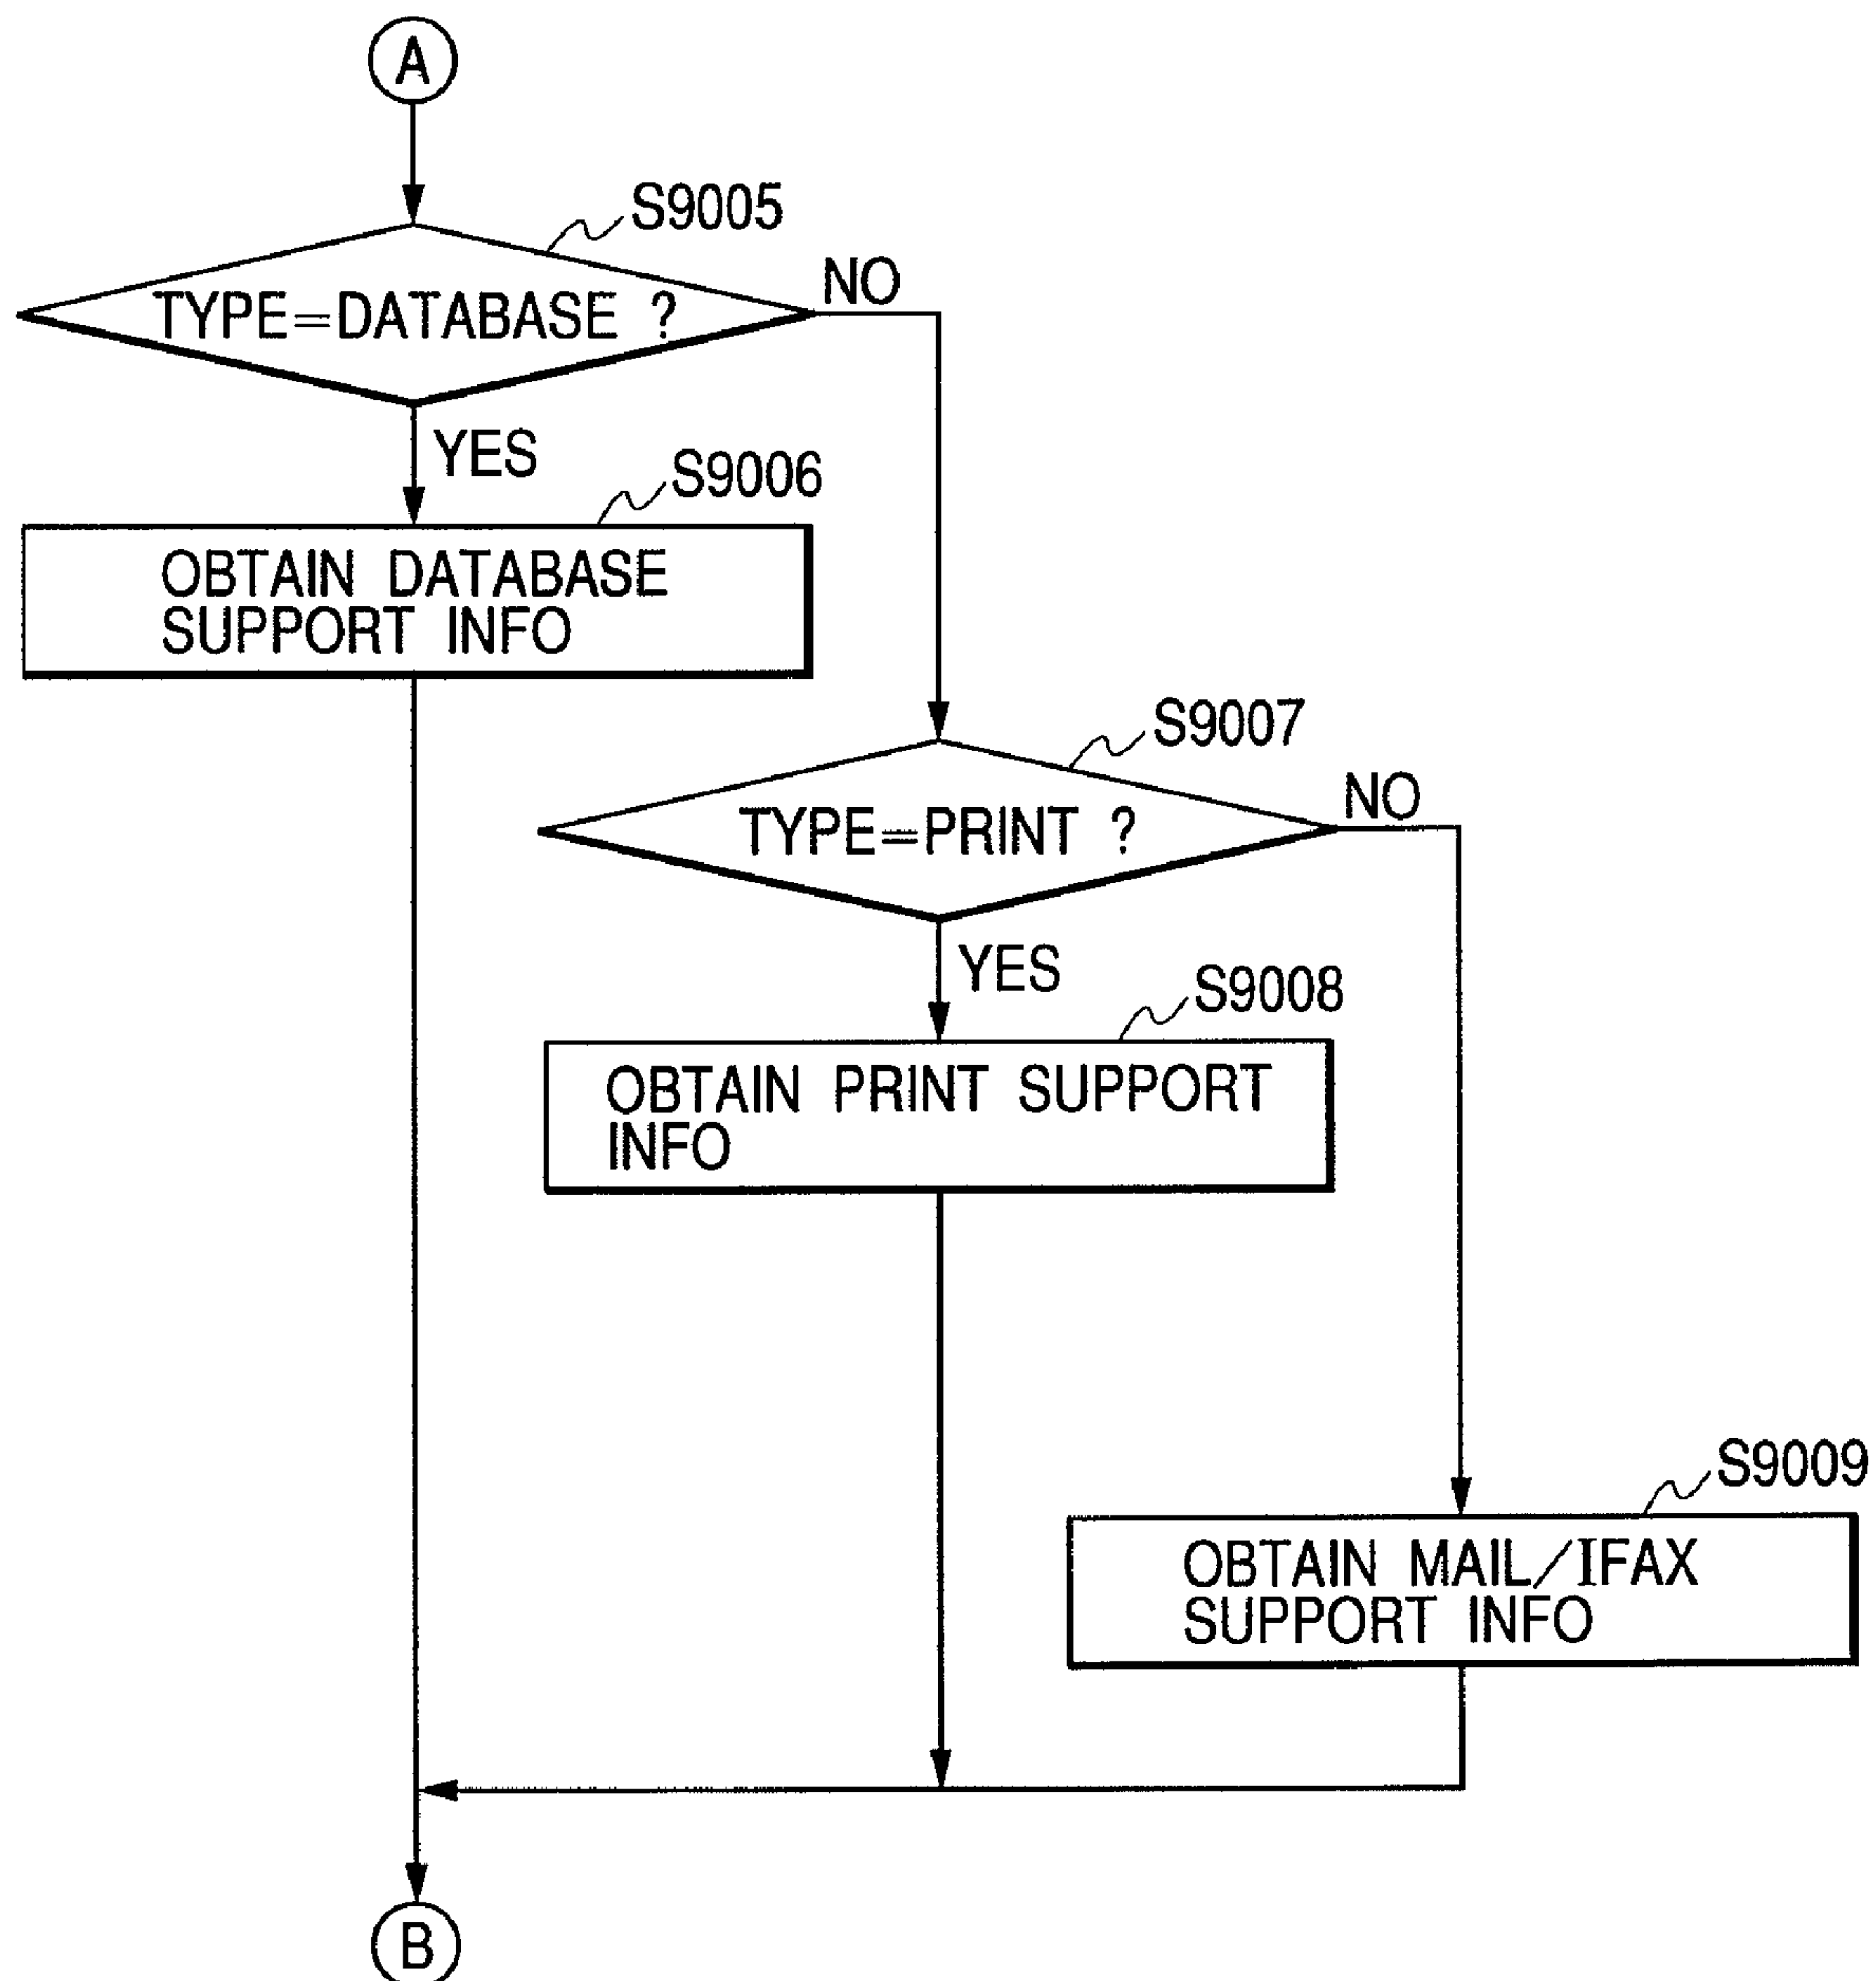 A
S9005
TYPE=DATABASE ?
NO
YES
S9006
OBTAIN DATABASE
SUPPORT INFO
S9007
TYPE=PRINT ?
NO
YES
S9008
OBTAIN PRINT SUPPORT
INFO
S9009
OBTAIN MAIL/IFAX
SUPPORT INFO
B